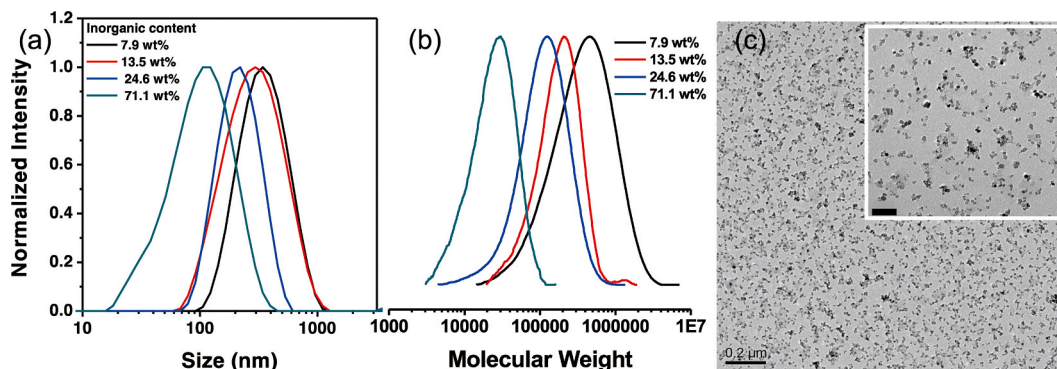 (a)
Inorganic content
7.9 wt%
13.5 wt%
24.6 wt%
71.1 wt%
Normalized Intensity
1.2
1.0
0.8
0.6
0.4
0.2
0.0
10 100 1000
Size (nm)
(b)
7.9 wt%
13.5 wt%
24.6 wt%
71.1 wt%
1000 10000 100000 1000000 1E7
Molecular Weight
(c)
0.2 µm